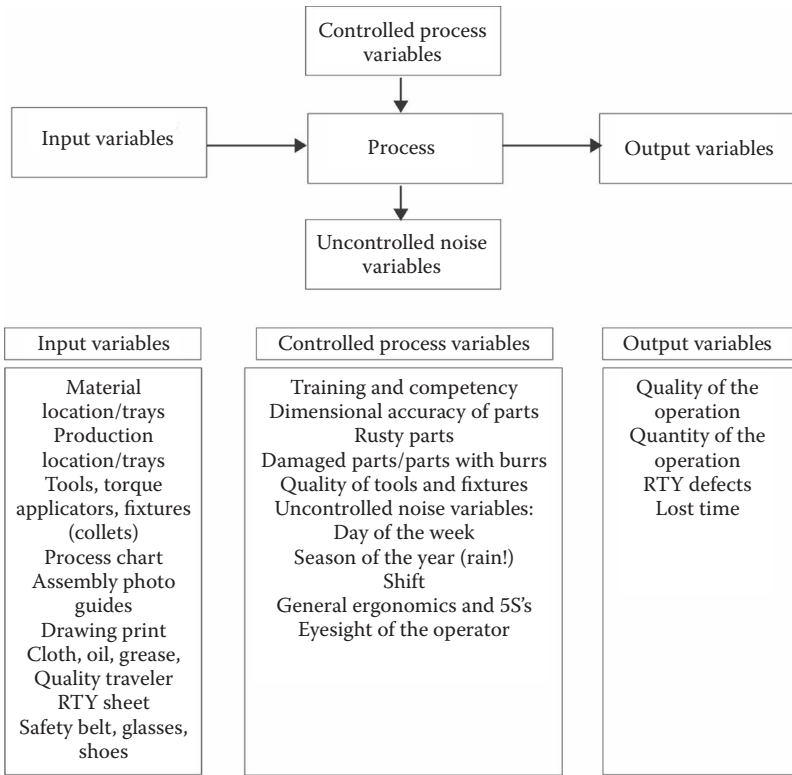 Controlled process
variables
Input variables
Process
Output variables
Uncontrolled noise
variables
Input variables
Material
location/trays
Production
location/trays
Tools, torque
applicators, fixtures
(collets)
Process chart
Assembly photo
guides
Drawing print
Cloth, oil, grease,
Quality traveler
RTY sheet
Safety belt, glasses,
shoes
Controlled process variables
Training and competency
Dimensional accuracy of parts
Rusty parts
Damaged parts/parts with burrs
Quality of tools and fixtures
Uncontrolled noise variables:
Day of the week
Season of the year (rain!)
Shift
General ergonomics and 5S's
Eyesight of the operator
Output variables
Quality of the
operation
Quantity of the
operation
RTY defects
Lost time